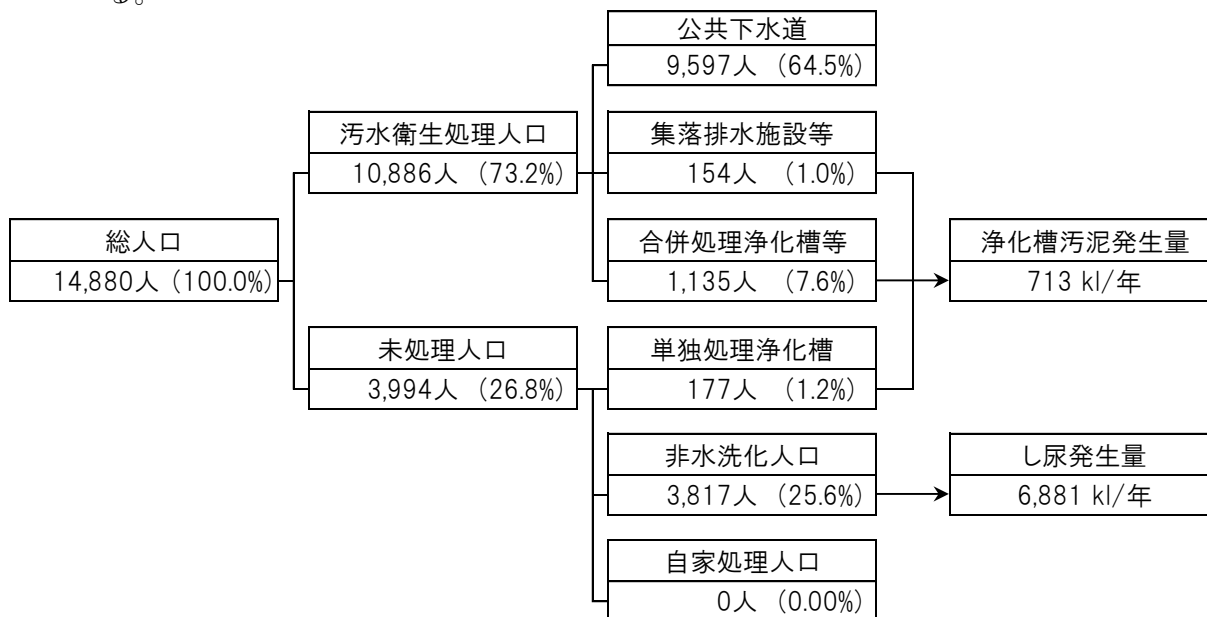 る。
公共下水道
9,597人 (64.5%)
汚水衛生処理人口
10,886人 (73.2%)
集落排水施設等
154人 (1.0%)
総人口
14,880人 (100.0%)
合併処理浄化槽等
1,135人 (7.6%)
浄化槽汚泥発生量
713 kl/年
未処理人口
3,994人 (26.8%)
単独処理浄化槽
177人 (1.2%)
非水洗化人口
3,817人 (25.6%)
し尿発生量
6,881 kl/年
自家処理人口
0人 (0.00%)